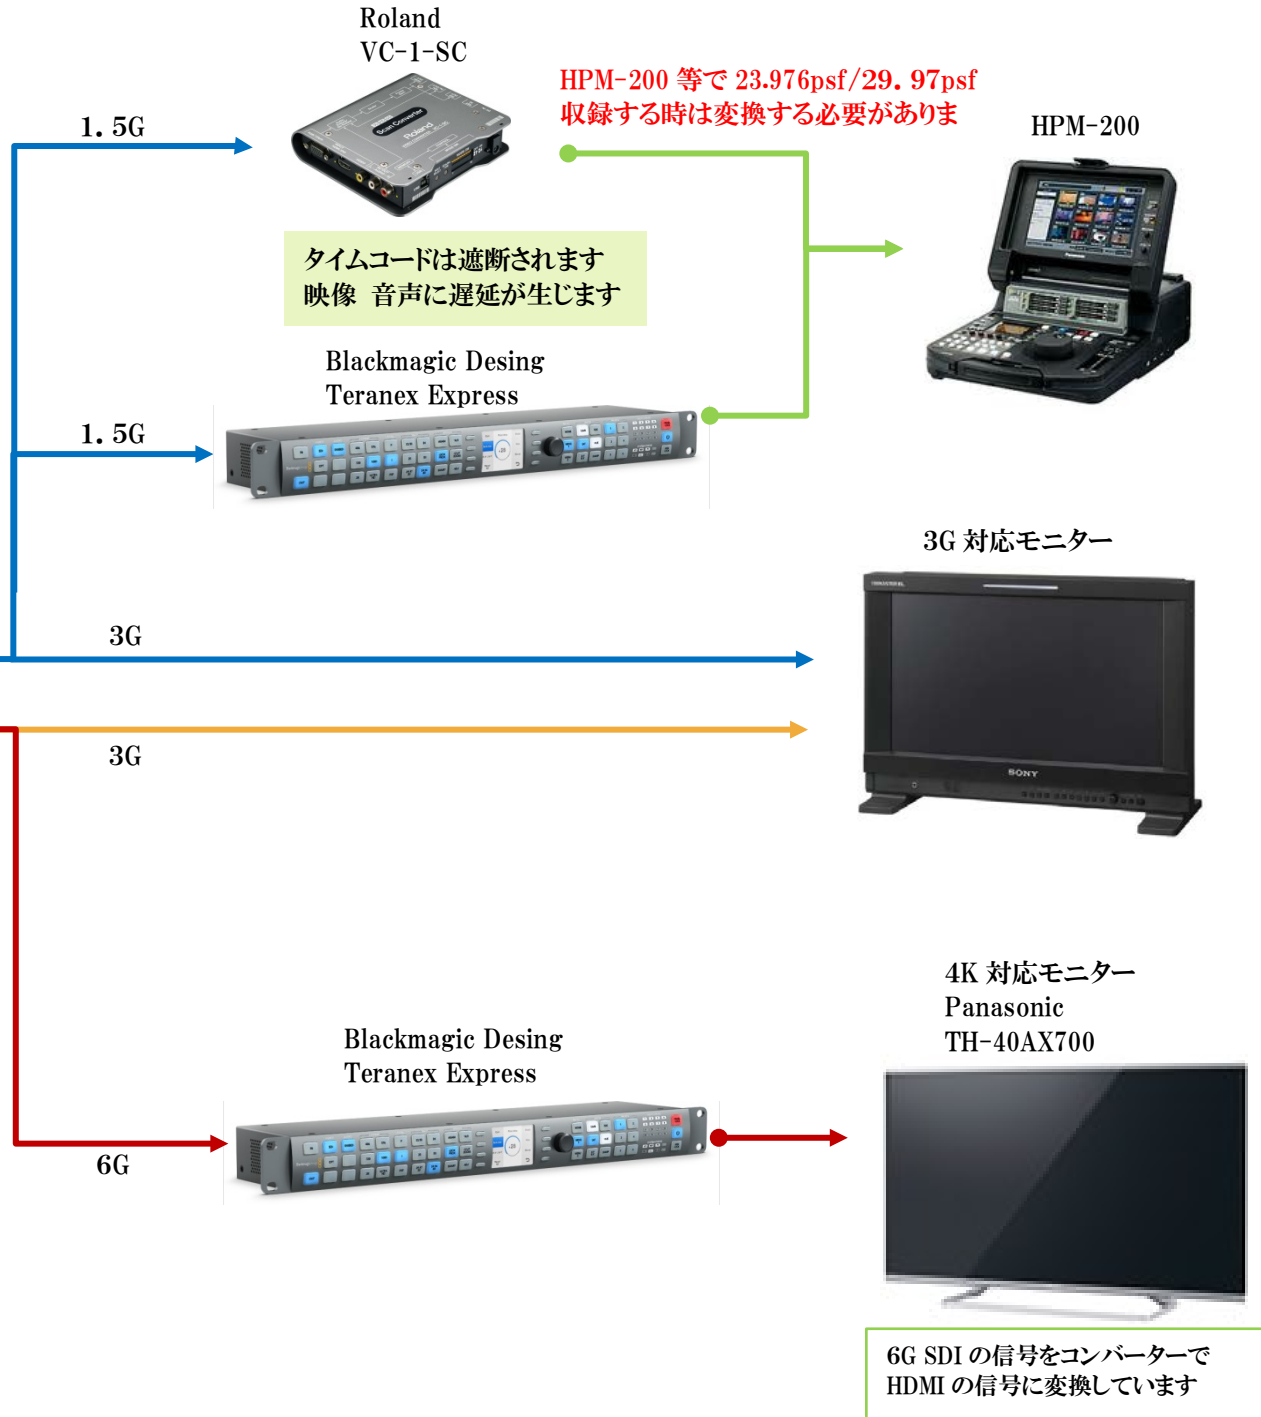 Roland
VC-1-SC
HPM-200 等で 23.976psf/29．97psf
収録する時は変換する必要がありま
1．5G
HPM-200
Scan Converter
Roland
Panasonic
タイムコードは遮断されます
映像 音声に遅延が生じます
Blackmagic Desing
Teranex Express
1．5G
3G 対応モニター
3G
3G
SONY
4K 対応モニター
Panasonic
TH-40AX700
Blackmagic Desing
Teranex Express
6G
6G SDI の信号をコンバーターで
HDMI の信号に変換しています